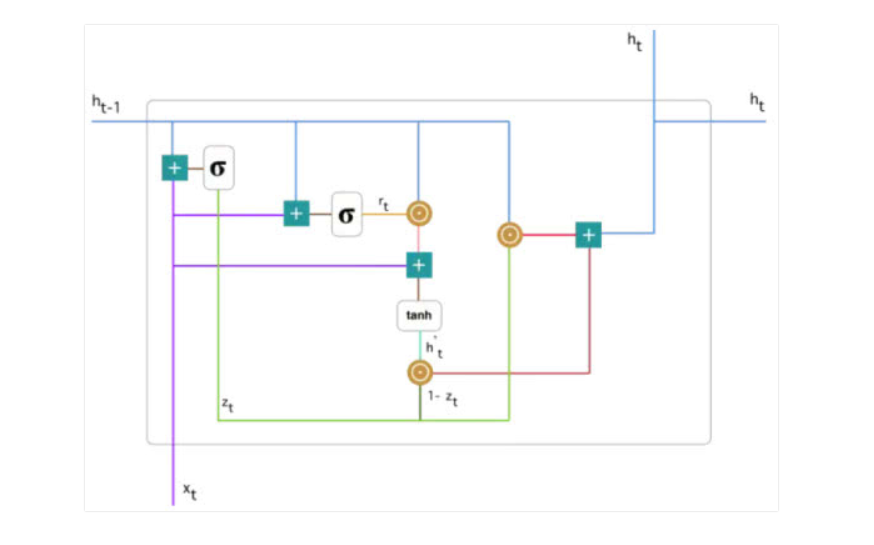 h_t
h_t-1
h_t
+
σ
+
σ
r_t
+
+
tanh
h'_t
1- z_t
z_t
x_t